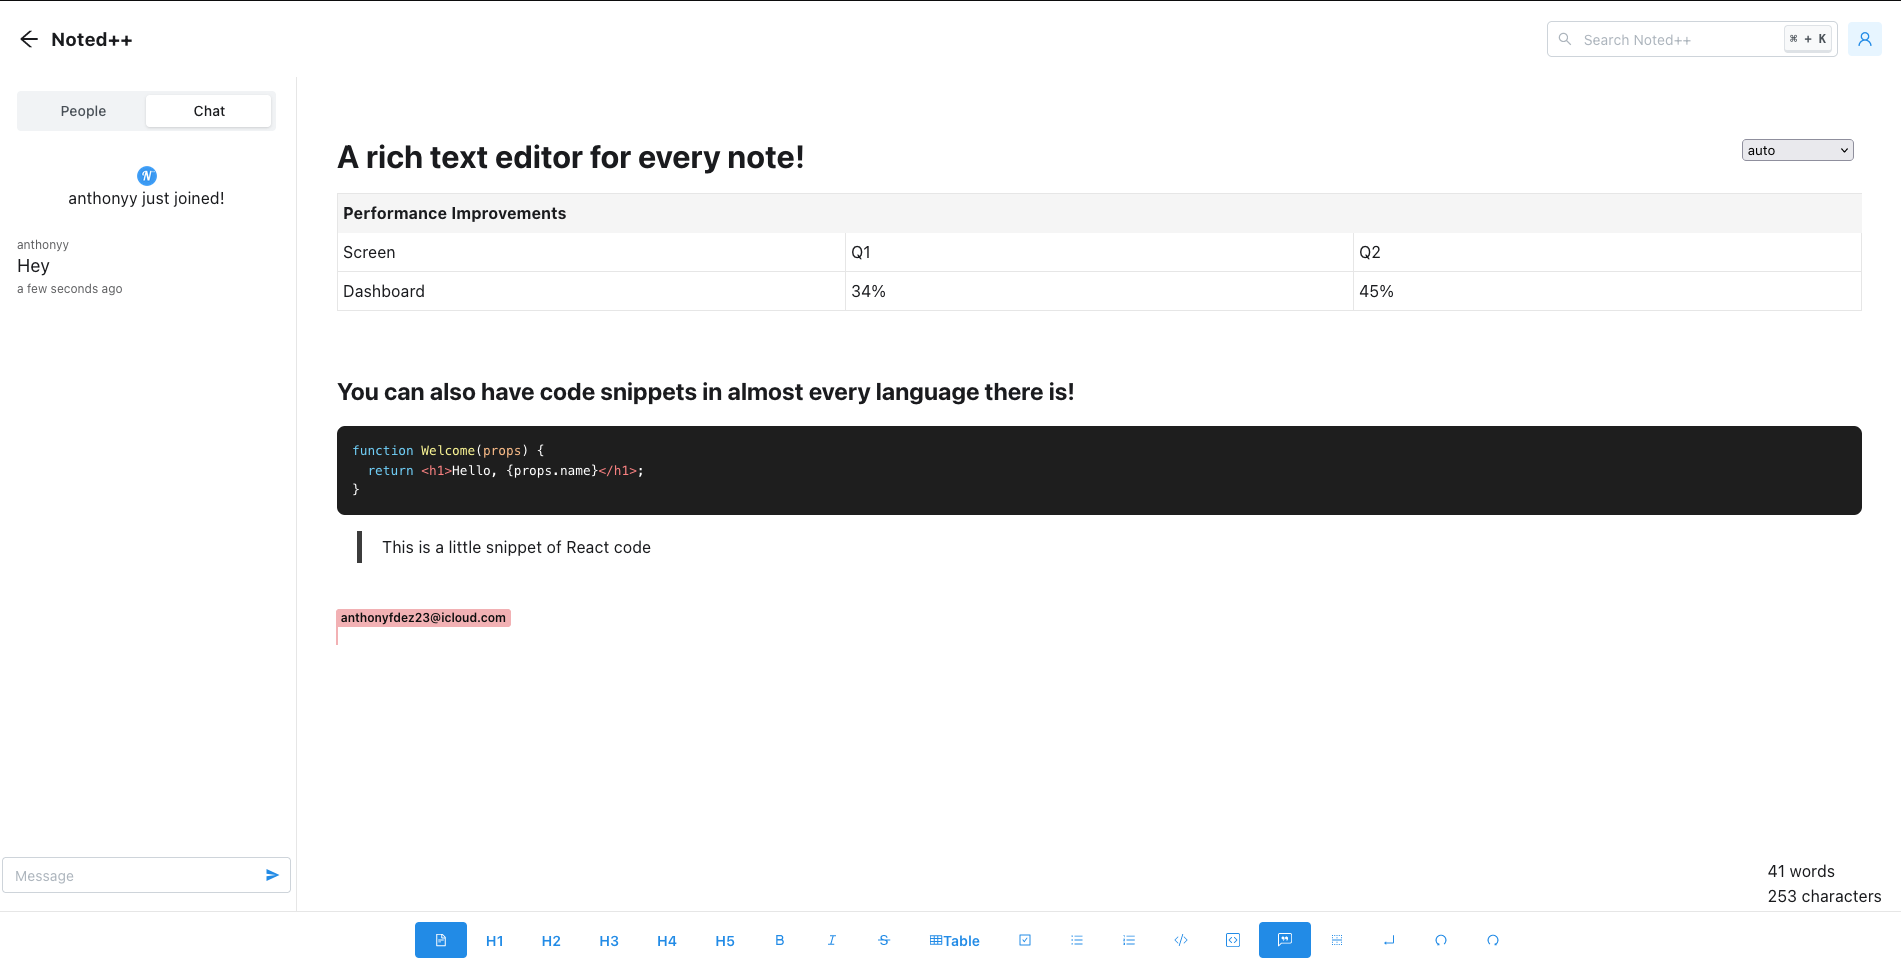 Noted++
Search Noted++
⌘ + K
People
Chat
anthonyy just joined!
anthonyy
Hey
a few seconds ago
Message
auto
A rich text editor for every note!
Performance Improvements
Screen Q1 Q2
Dashboard 34% 45%
You can also have code snippets in almost every language there is!
function Welcome(props) {
  return <h1>Hello, {props.name}</h1>;
}
This is a little snippet of React code
anthonyfdez23@icloud.com
41 words
253 characters
H1 H2 H3 H4 H5 B I S Table